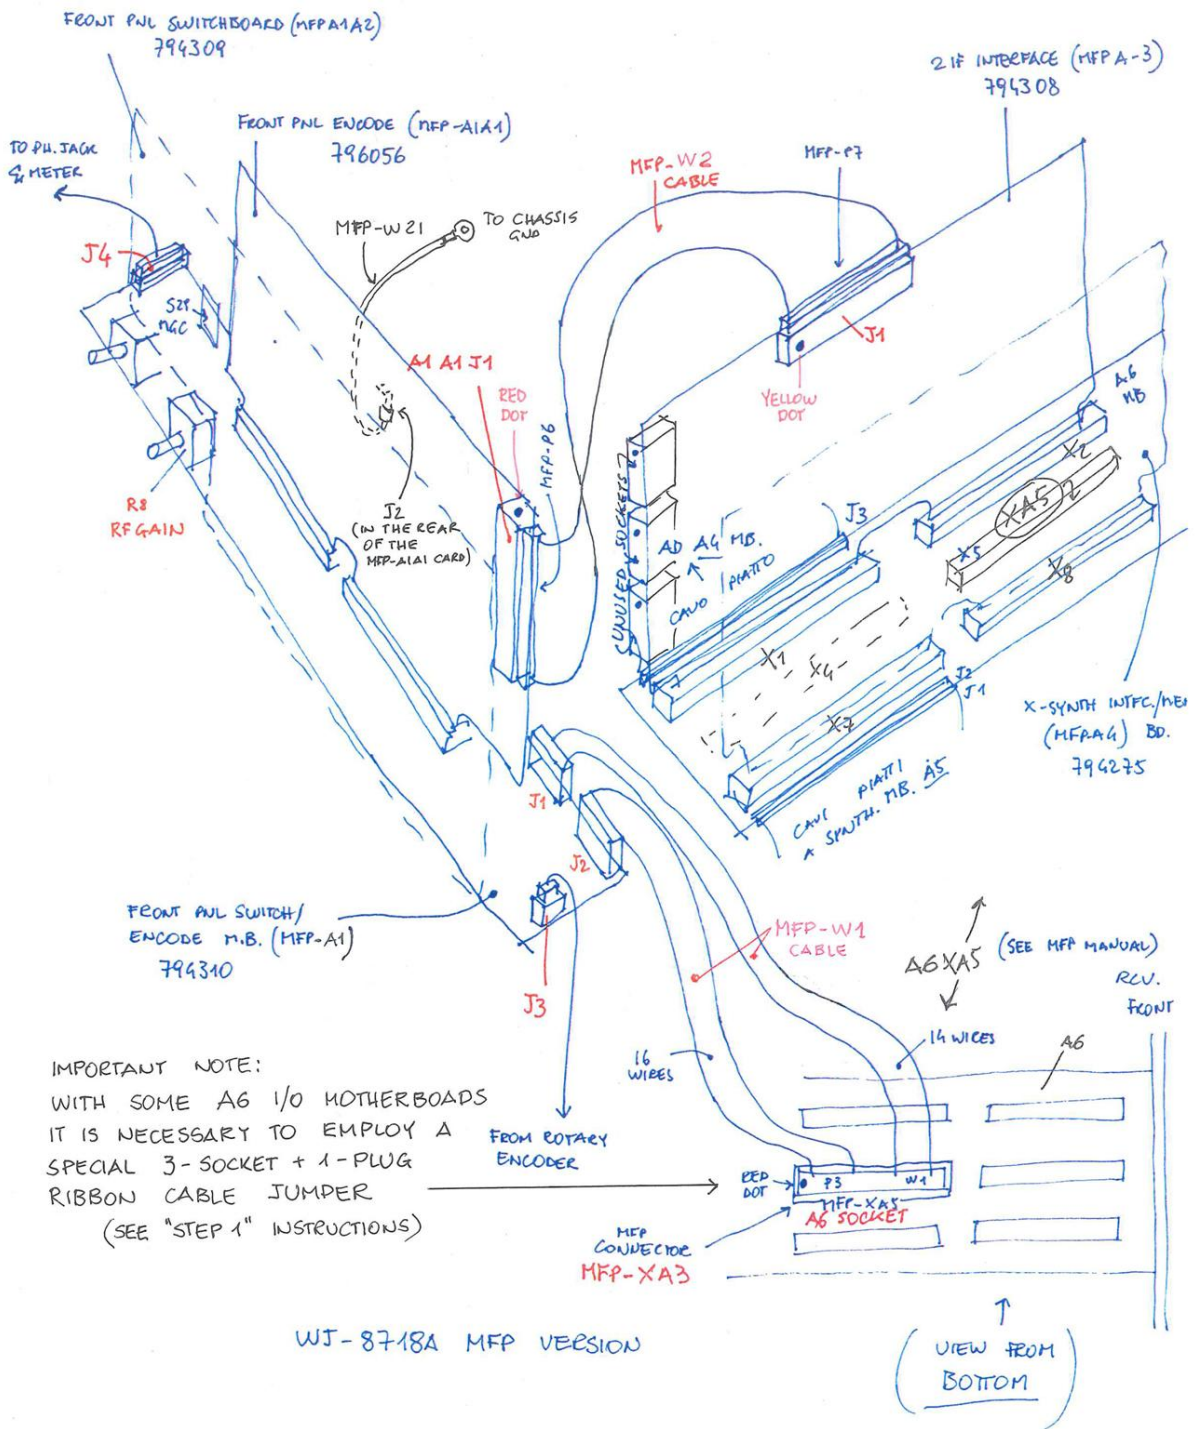 FRONT PNL SWITCHBOARD (MFPA1A2)
794309
2 IF INTERFACE (MFP A-3)
794308
FRONT PNL ENCODE (MFP-A1A1)
796056
TO PH. JACK
& METER
MFP-W2
CABLE
MFP-P7
MFP-W21
TO CHASSIS
GND
J4
S2P
MGC
A1 A1 J1
RED
DOT
MFP-P6
J1
YELLOW
DOT
A6
MB
R8
RF GAIN
J2
(IN THE REAR
OF THE
MFP-A1A1 CARD)
UNUSED SOCKETS
AD A4 MB.
CAVO PIATTO
J3
X2
XA5
X5
X8
X1
X4
X7
J2
J1
X-SYNTH INTFC./MEM
(MFPA4) BD.
794275
CAVI PIATTI
A SYNTH. MB. A5
J1
J2
FRONT PNL SWITCH/
ENCODE M.B. (MFP-A1)
794310
J3
MFP-W1
CABLE
A6XA5 (SEE MFP MANUAL)
RCV.
FRONT
16
WIRES
14 WIRES
A6
IMPORTANT NOTE:
WITH SOME A6 I/O MOTHERBOADS
IT IS NECESSARY TO EMPLOY A
SPECIAL 3-SOCKET + 1-PLUG
RIBBON CABLE JUMPER
(SEE "STEP 1" INSTRUCTIONS)
FROM ROTARY
ENCODER
RED
DOT
P3 W1
MFP-XA5
A6 SOCKET
MFP
CONNECTOR
MFP-XA3
WJ-8718A MFP VERSION
(VIEW FROM
BOTTOM)